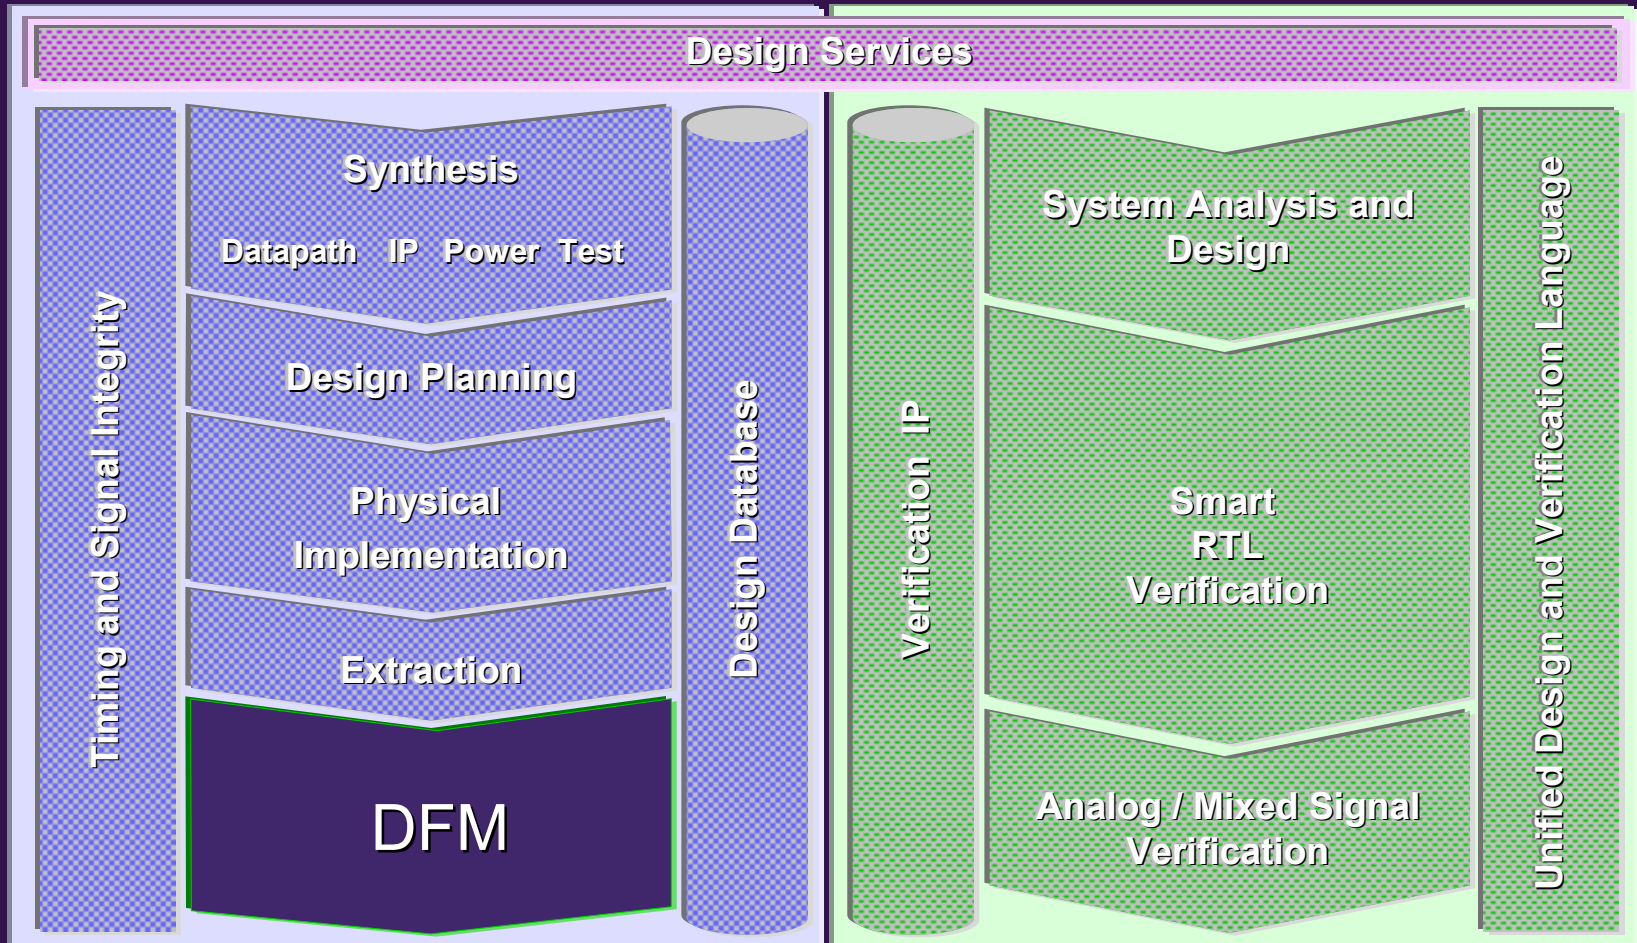 Design Services
Timing and Signal Integrity
Synthesis
Datapath IP Power Test
Design Planning
Physical
Implementation
Extraction
DFM
Design Database
Verification IP
System Analysis and
Design
Smart
RTL
Verification
Analog / Mixed Signal
Verification
Unified Design and Verification Language